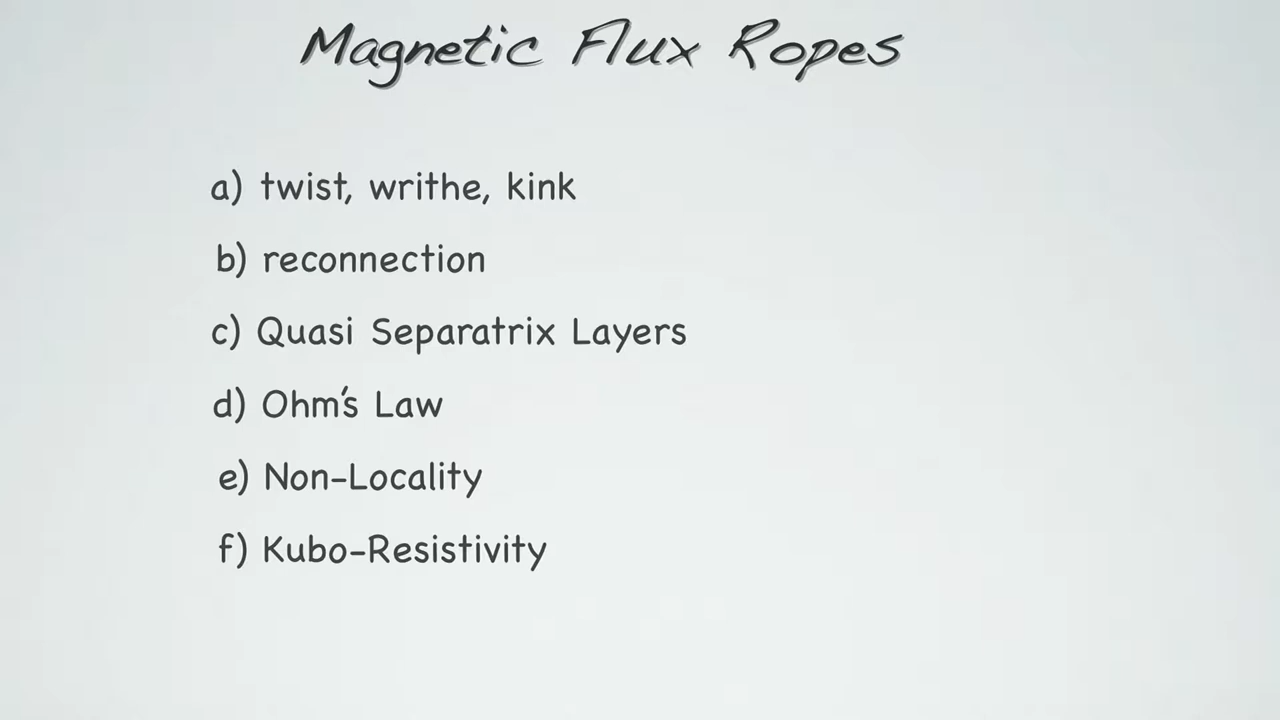 Magnetic Flux Ropes
a) twist, writhe, kink
b) reconnection
c) Quasi Separatrix Layers
d) Ohm's Law
e) Non-Locality
f) Kubo-Resistivity